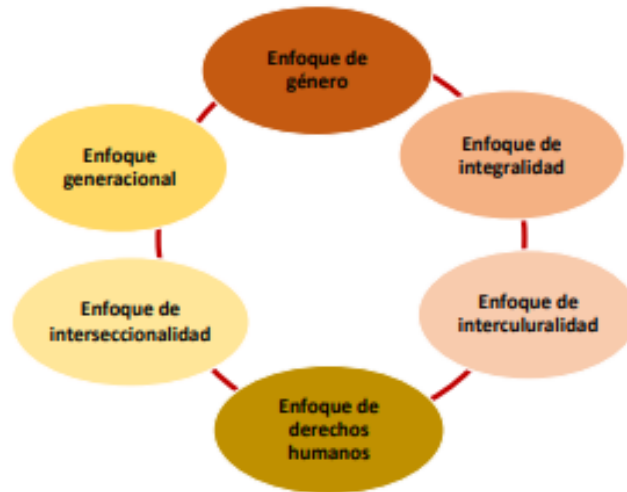 Enfoque de
género
Enfoque de
integralidad
Enfoque de
interculuralidad
Enfoque de
derechos
humanos
Enfoque de
interseccionalidad
Enfoque
generacional